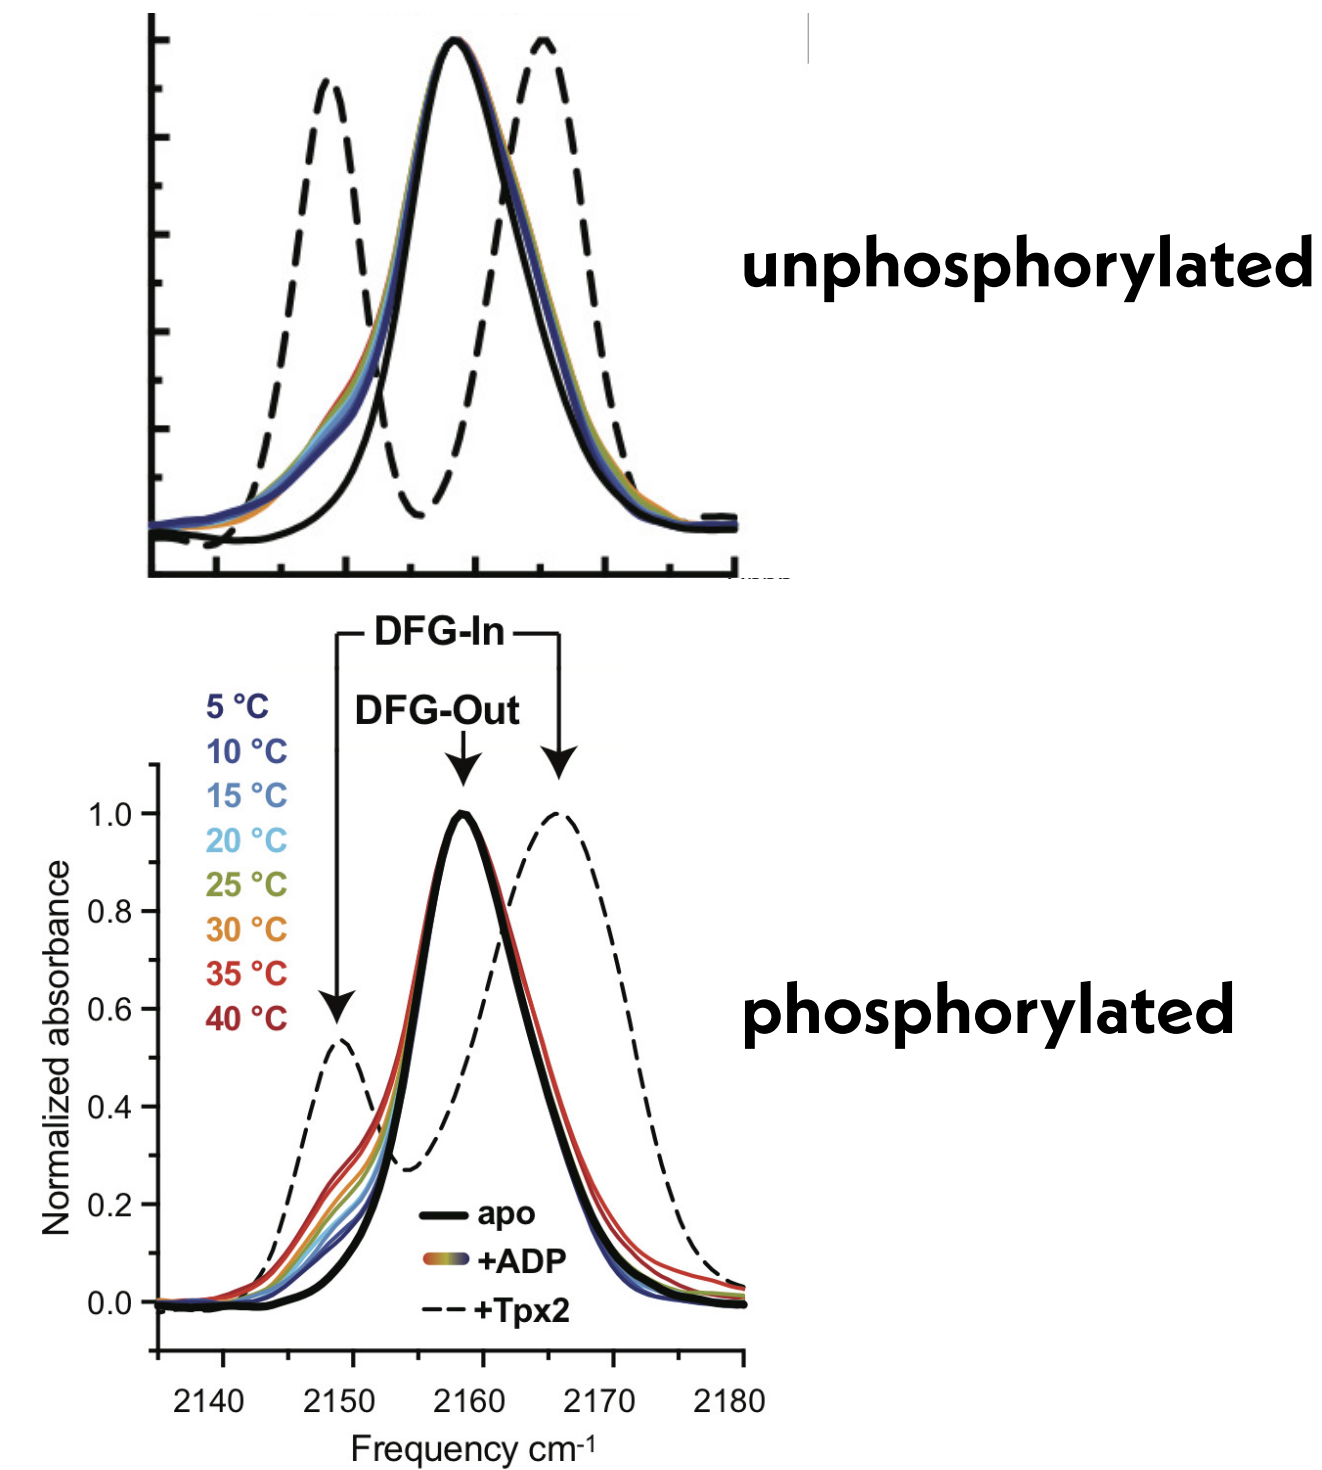 unphosphorylated
DFG-In
DFG-Out
5 °C
10 °C
15 °C
20 °C
25 °C
30 °C
35 °C
40 °C
phosphorylated
Normalized absorbance
1.0
0.8
0.6
0.4
0.2
0.0
apo
+ADP
+Tpx2
2140 2150 2160 2170 2180
Frequency cm-1